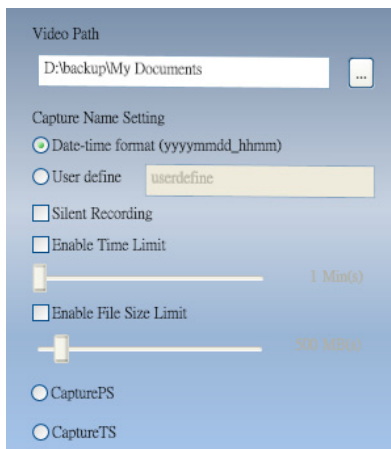 Video Path
D:\backup\My Documents
...
Capture Name Setting
Date-time format (yyyymmdd_hhmm)
User define
userdefine
Silent Recording
Enable Time Limit
1 Min(s)
Enable File Size Limit
CapturePS
CaptureTS